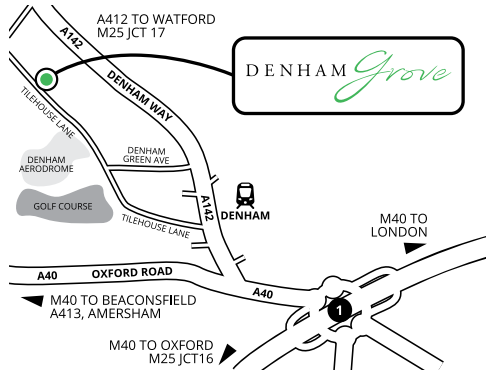 A412 TO WATFORD
M25 JCT 17
A142
DENHAM Grove
DENHAM WAY
TILEHOUSE LANE
DENHAM
GREEN AVE
DENHAM
AERODROME
GOLF COURSE
TILEHOUSE LANE
A142
DENHAM
M40 TO
LONDON
A40
OXFORD ROAD
A40
M40 TO BEACONSFIELD
A413, AMERSHAM
1
M40 TO OXFORD
M25 JCT16